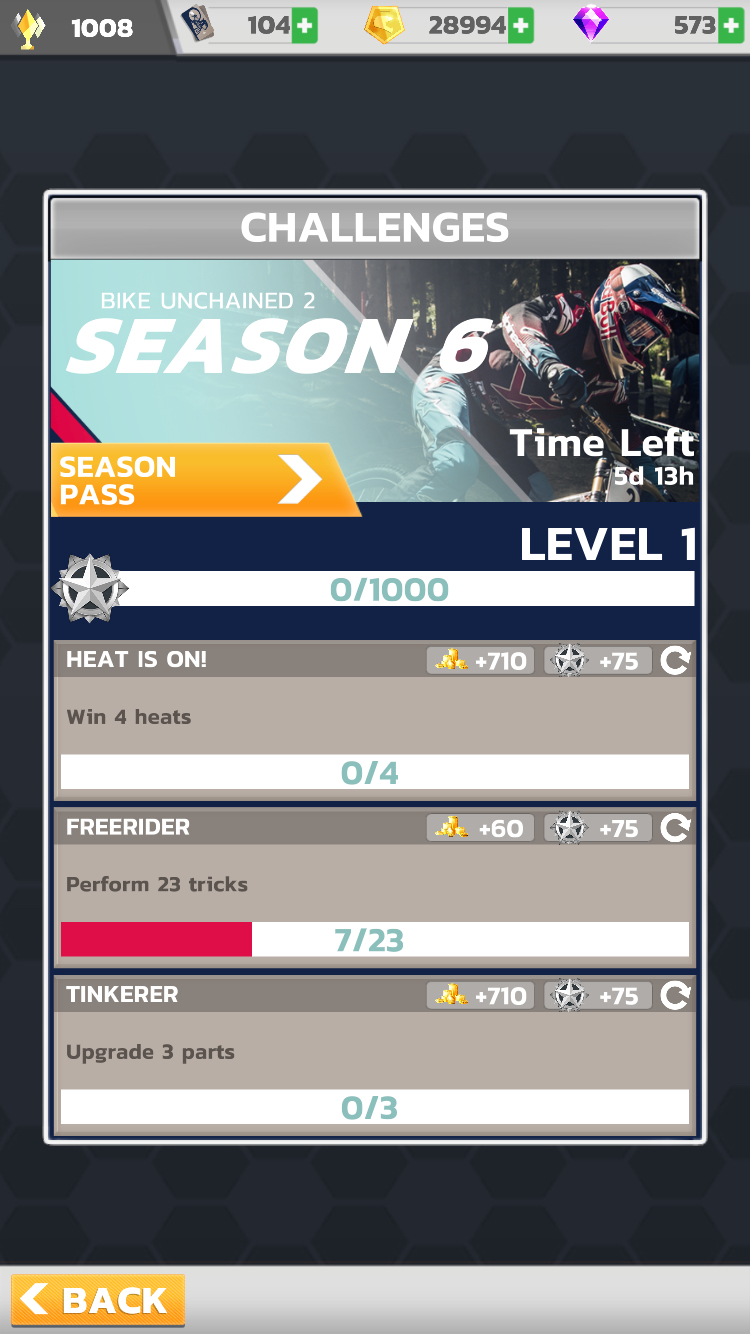 1008
104
28994
573
CHALLENGES
BIKE UNCHAINED 2
SEASON 6
Red Bull
Time Left
5d 13h
SEASON
PASS
LEVEL 1
0/1000
HEAT IS ON!
+710
+75
Win 4 heats
0/4
FREERIDER
+60
+75
Perform 23 tricks
7/23
TINKERER
+710
+75
Upgrade 3 parts
0/3
BACK